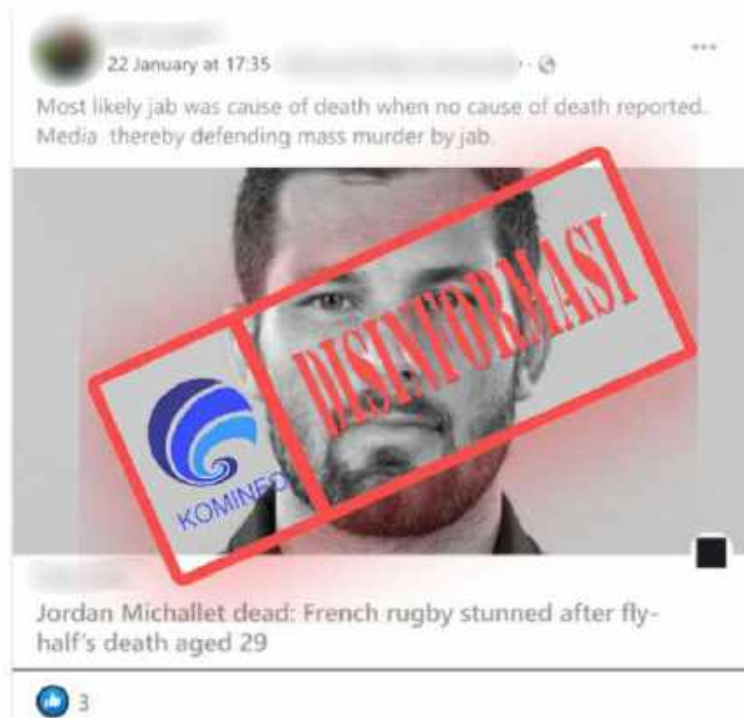 22 January at 17:35
Most likely jab was cause of death when no cause of death reported.
Media thereby defending mass murder by jab.
DISINFORMASI
KOMINFO
Jordan Michallet dead: French rugby stunned after fly-
half's death aged 29
3